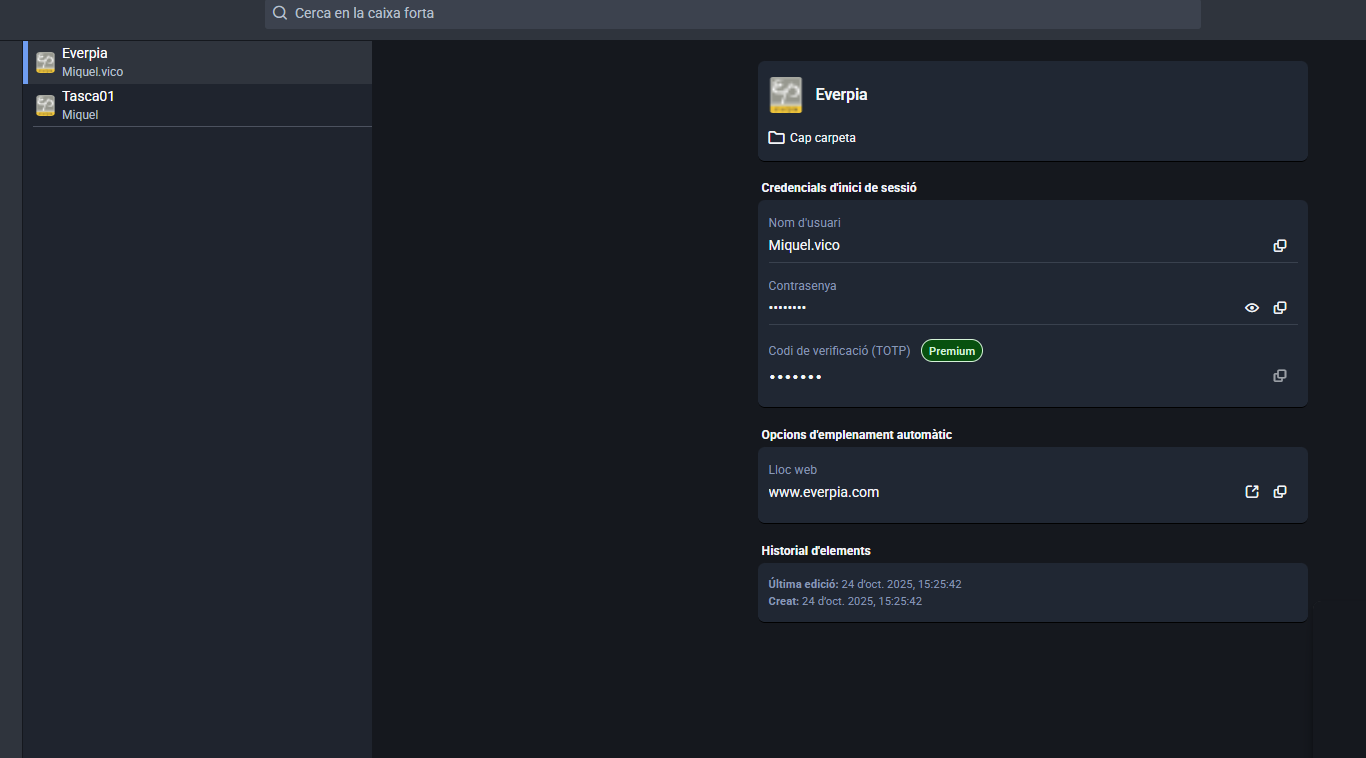 Cerca en la caixa forta
Everpia
Miquel.vico
Tasca01
Miquel
Everpia
Cap carpeta
Credencials d'inici de sessió
Nom d'usuari
Miquel.vico
Contrasenya
••••••••
Codi de verificació (TOTP) Premium
•••••••
Opcions d'emplenament automàtic
Lloc web
www.everpia.com
Historial d'elements
Última edició: 24 d'oct. 2025, 15:25:42
Creat: 24 d'oct. 2025, 15:25:42